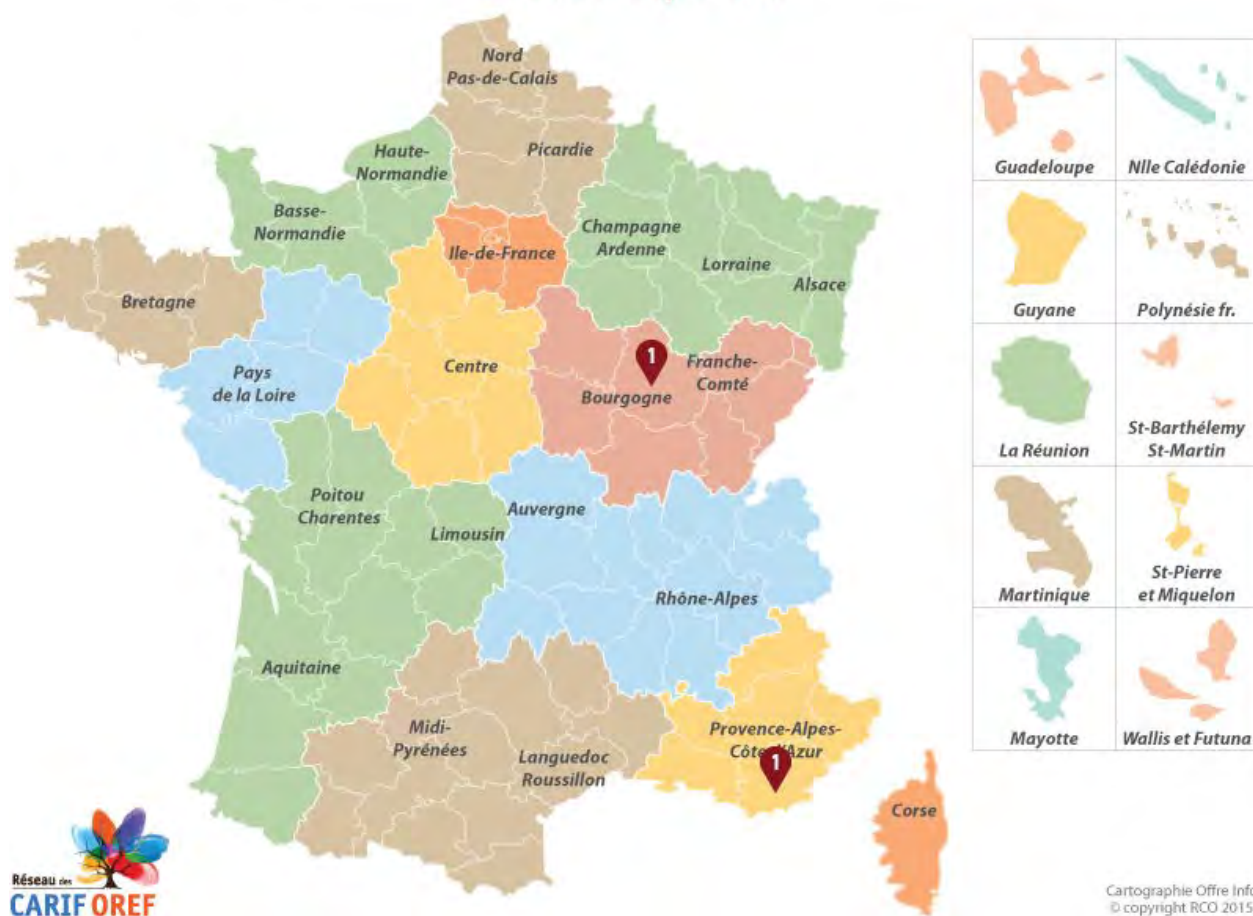 Nord
Pas-de-Calais
Picardie
Haute-
Normandie
Basse-
Normandie
Ile-de-France
Champagne
Ardenne
Lorraine
Alsace
Bretagne
Pays
de la Loire
Centre
1
Bourgogne
Franche-
Comté
Poitou
Charentes
Limousin
Auvergne
Rhône-Alpes
Aquitaine
Midi-
Pyrénées
Languedoc
Roussillon
Provence-Alpes-
Côte d'Azur
1
Corse
Guadeloupe
Nlle Calédonie
Guyane
Polynésie fr.
La Réunion
St-Barthélemy
St-Martin
Martinique
St-Pierre
et Miquelon
Mayotte
Wallis et Futuna
Réseau des
CARIF OREF
Cartographie Offre Info
© copyright RCO 2015